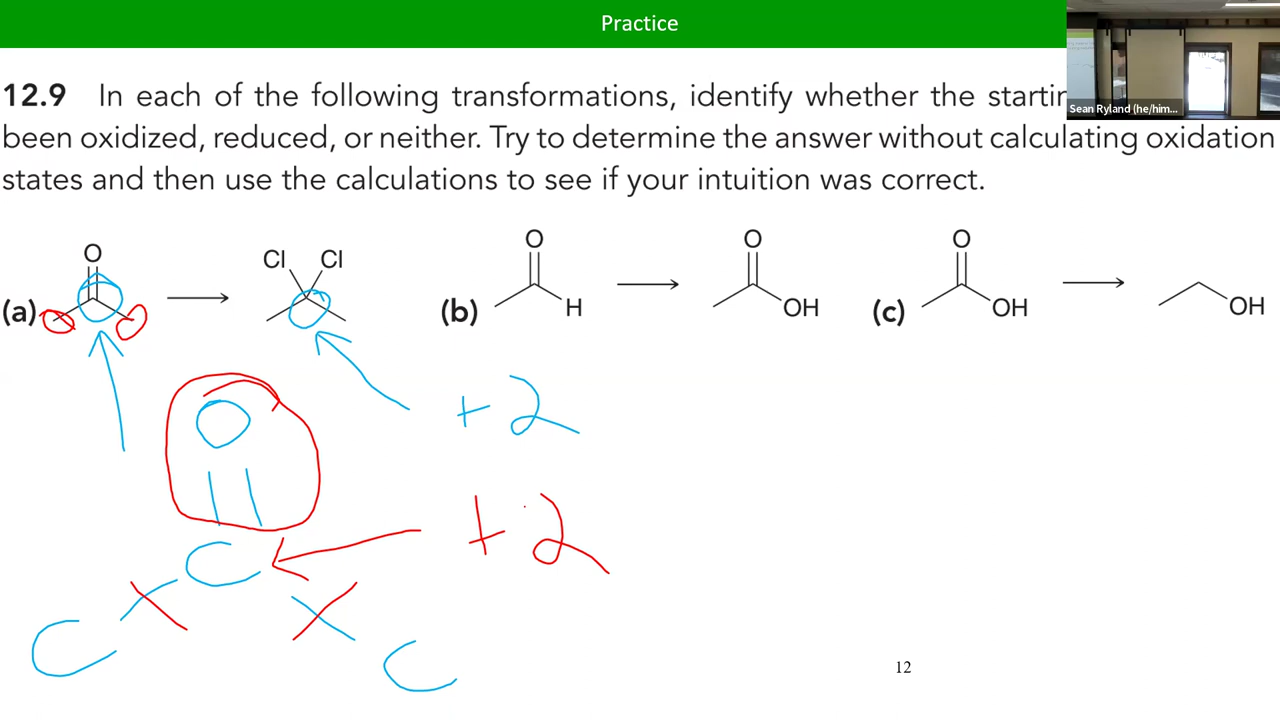 Practice
Sean Ryland (he/him...
12.9 In each of the following transformations, identify whether the
been oxidized, reduced, or neither. Try to determine the answer without calculating oxidation
states and then use the calculations to see if your intuition was correct.
(a) O Cl Cl
(b) O H O OH
(c) O OH OH
+2
O
+2
C
C C
12